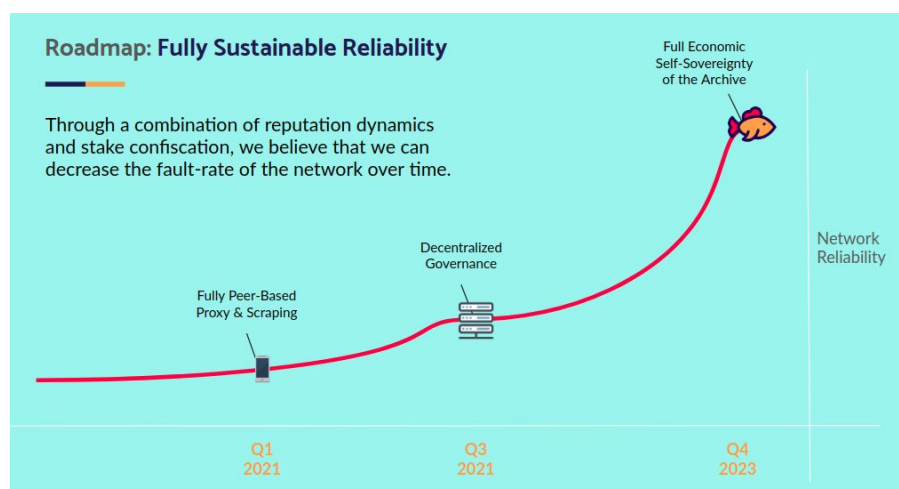 Roadmap: Fully Sustainable Reliability
Through a combination of reputation dynamics
and stake confiscation, we believe that we can
decrease the fault-rate of the network over time.
Full Economic
Self-Sovereignty
of the Archive
Decentralized
Governance
Fully Peer-Based
Proxy & Scraping
Network
Reliability
Q1
2021
Q3
2021
Q4
2023